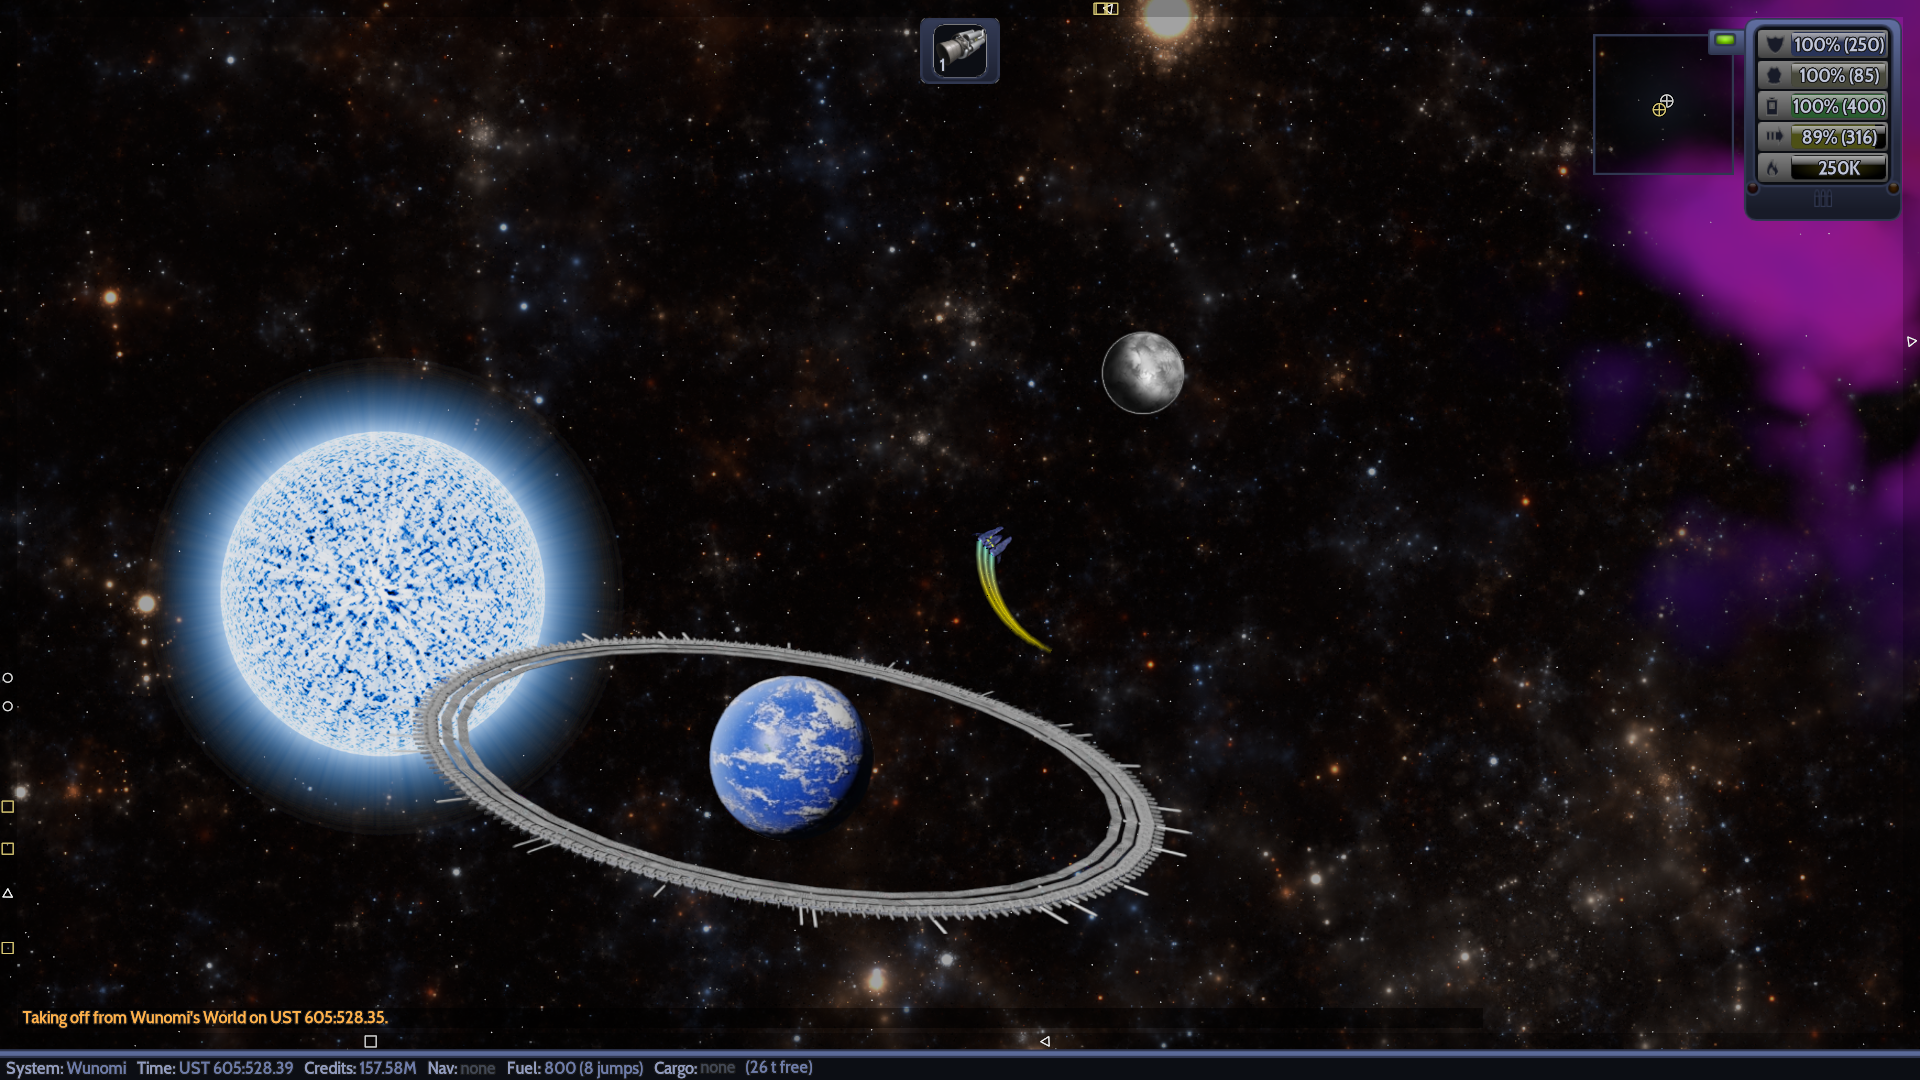 1
100% (250)
100% (85)
100% (400)
89% (316)
250K
Taking off from Wunomi's World on UST 605:528.35.
System: Wunomi Time: UST 605:528.39 Credits: 157.58M Nav: none Fuel: 800 (8 jumps) Cargo: none (26 t free)